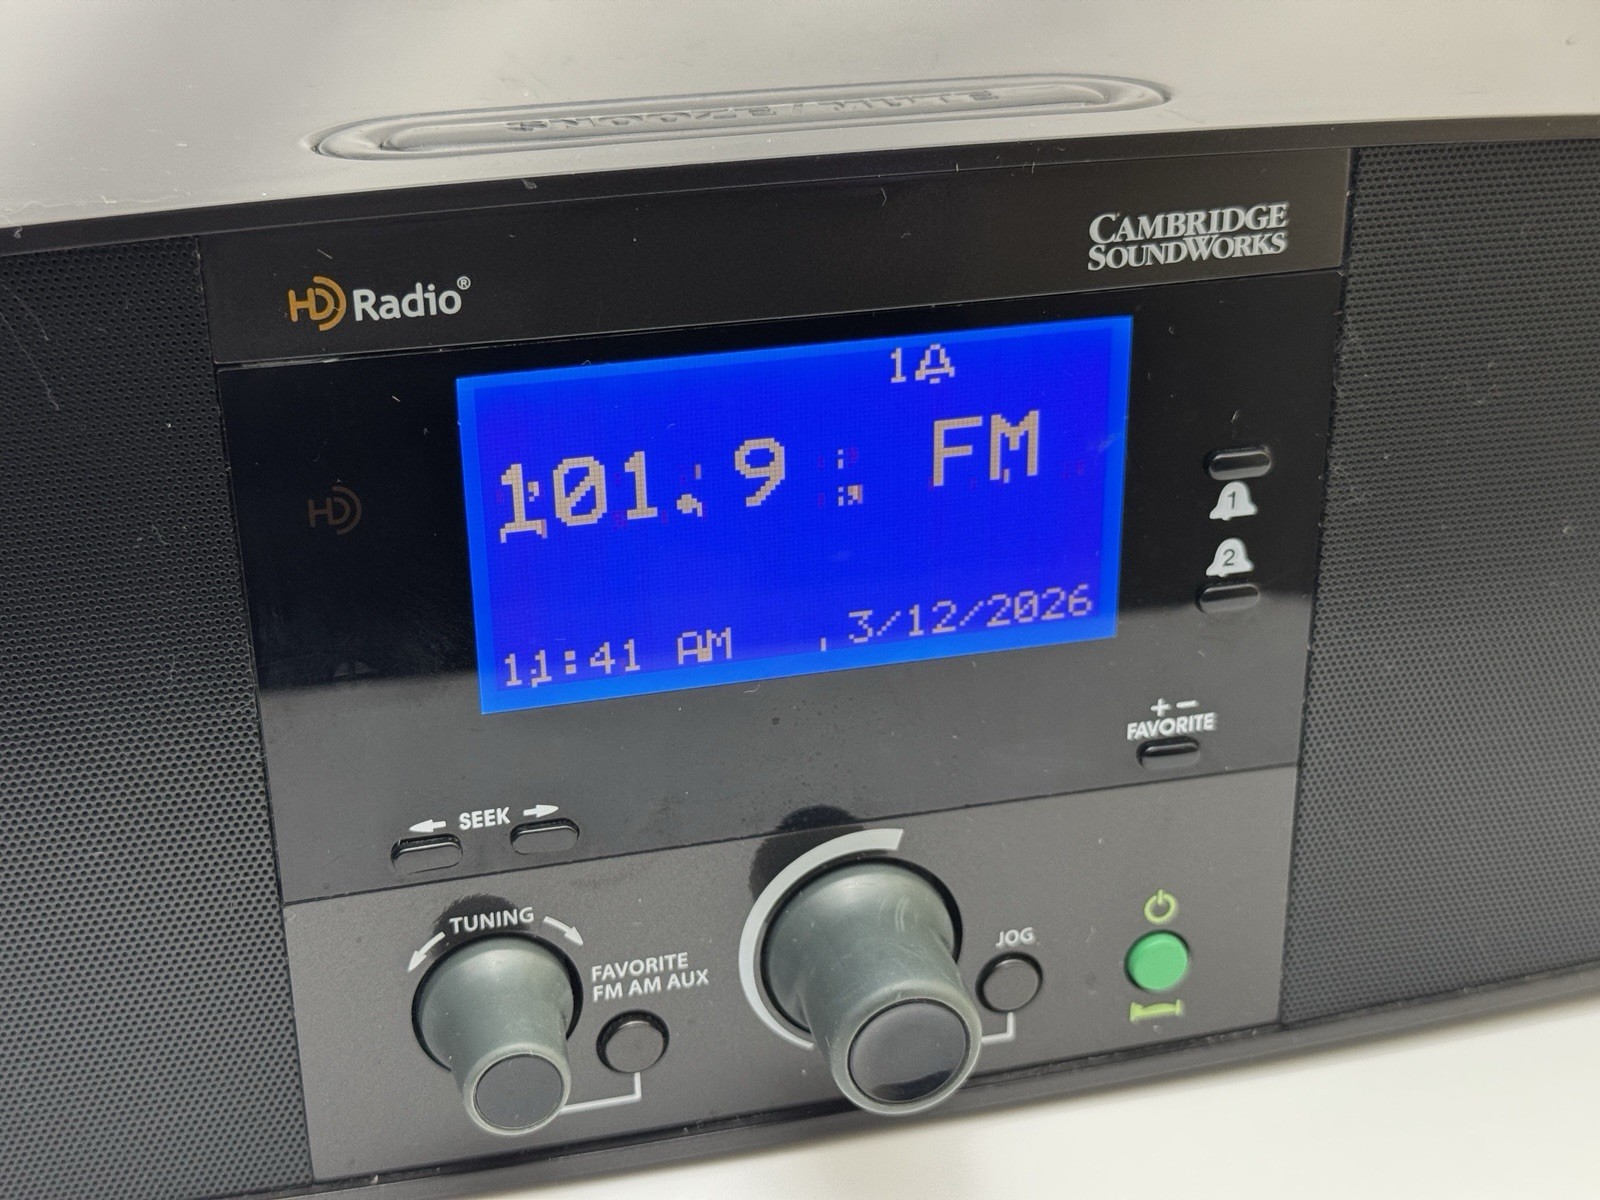 SNOOZE/MUTE
CAMBRIDGE
SOUNDWORKS
HD Radio®
1
101.9 FM
HD
1
2
11:41 AM 3/12/2026
+ −
FAVORITE
SEEK
TUNING
FAVORITE
FM AM AUX
JOG